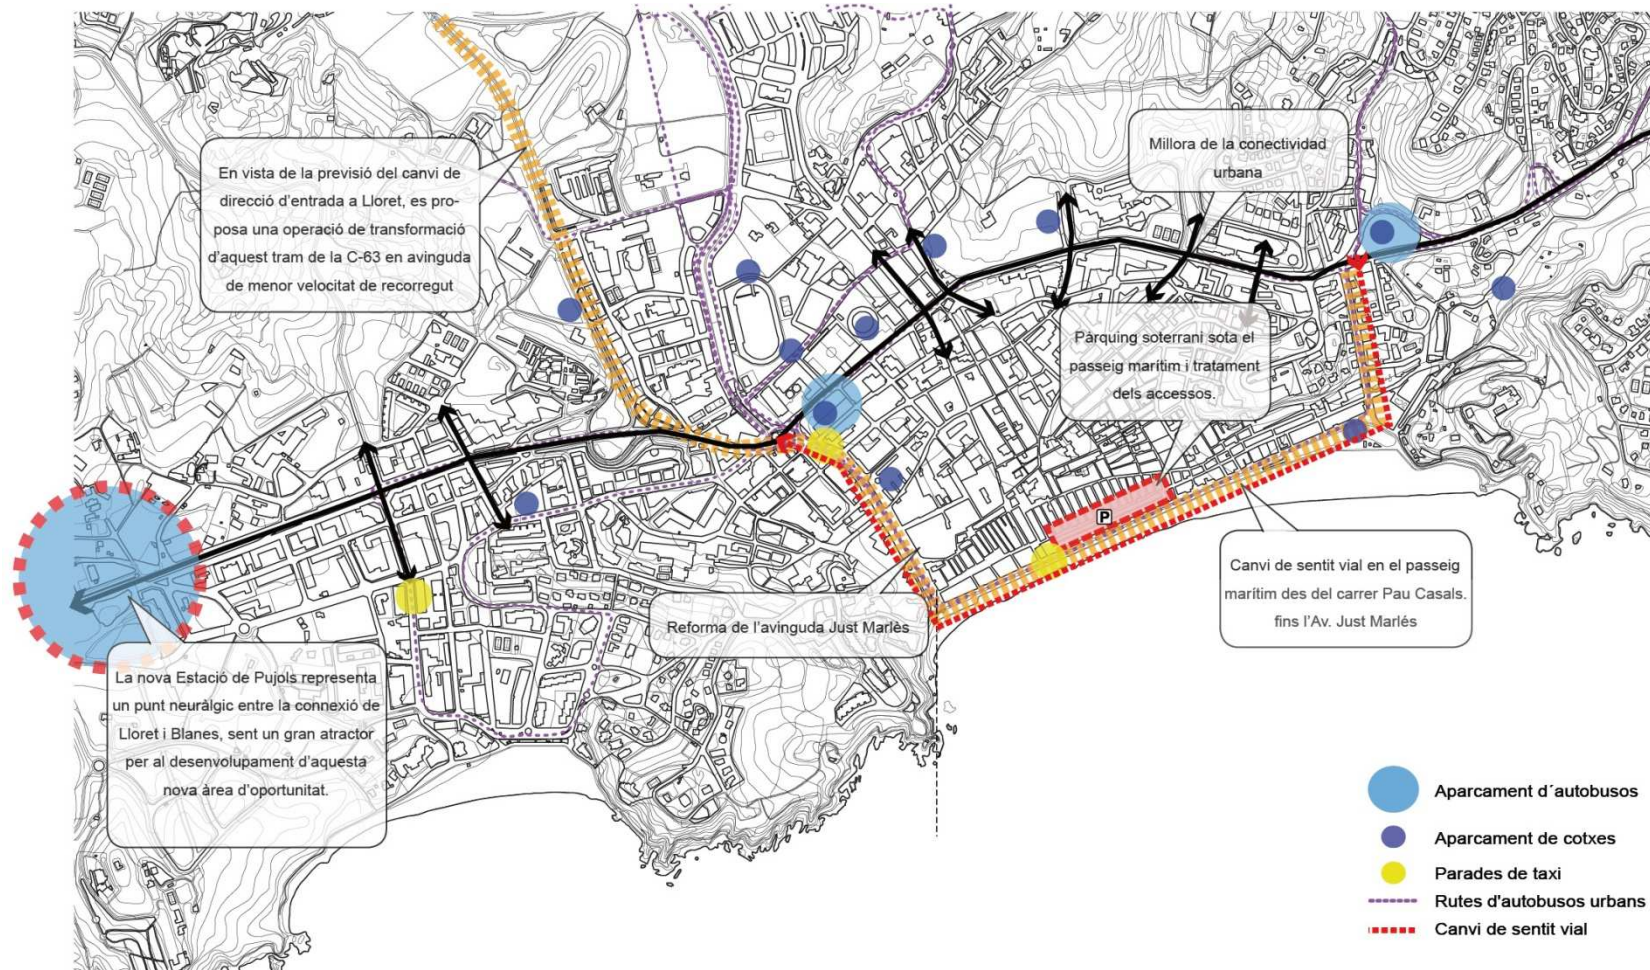 En vista de la previsió del canvi de
direcció d'entrada a Lloret, es pro-
posa una operació de transformació
d'aquest tram de la C-63 en avinguda
de menor velocitat de recorregut
Millora de la conectividad
urbana
Pàrquing soterrani sota el
passeig marítim i tratament
dels accessos.
P
Canvi de sentit vial en el passeig
marítim des del carrer Pau Casals.
fins l'Av. Just Marlés
Reforma de l'avinguda Just Marlès
La nova Estació de Pujols representa
un punt neuràlgic entre la connexió de
Lloret i Blanes, sent un gran atractor
per al desenvolupament d'aquesta
nova àrea d'oportunitat.
Aparcament d´autobusos
Aparcament de cotxes
Parades de taxi
Rutes d'autobusos urbans
Canvi de sentit vial